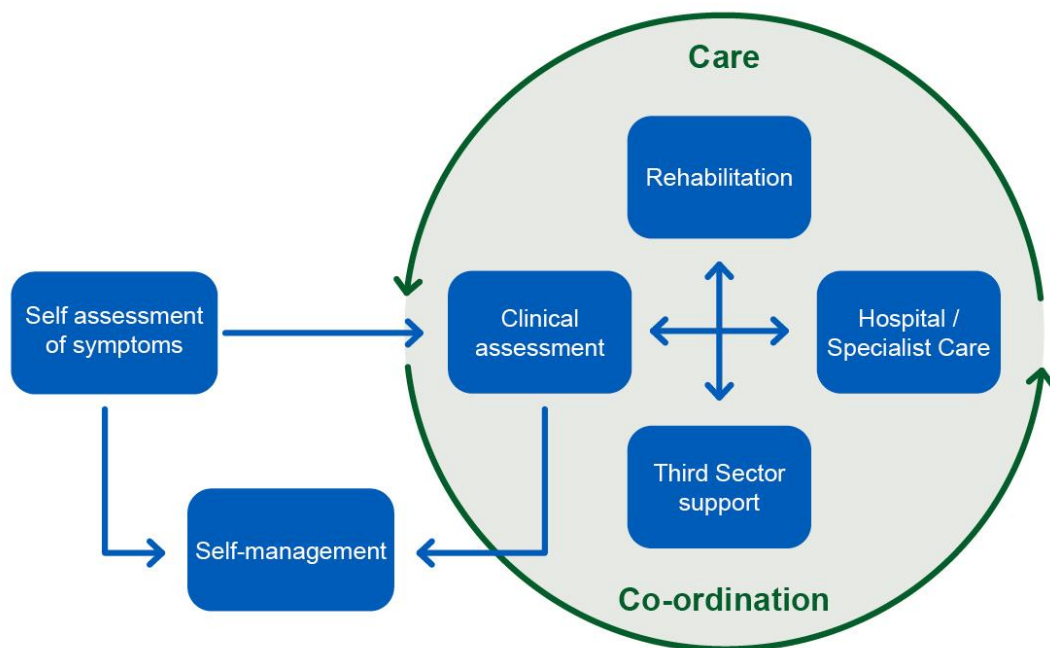 Care
Rehabilitation
Self assessment
of symptoms
Clinical
assessment
Hospital /
Specialist Care
Third Sector
support
Self-management
Co-ordination